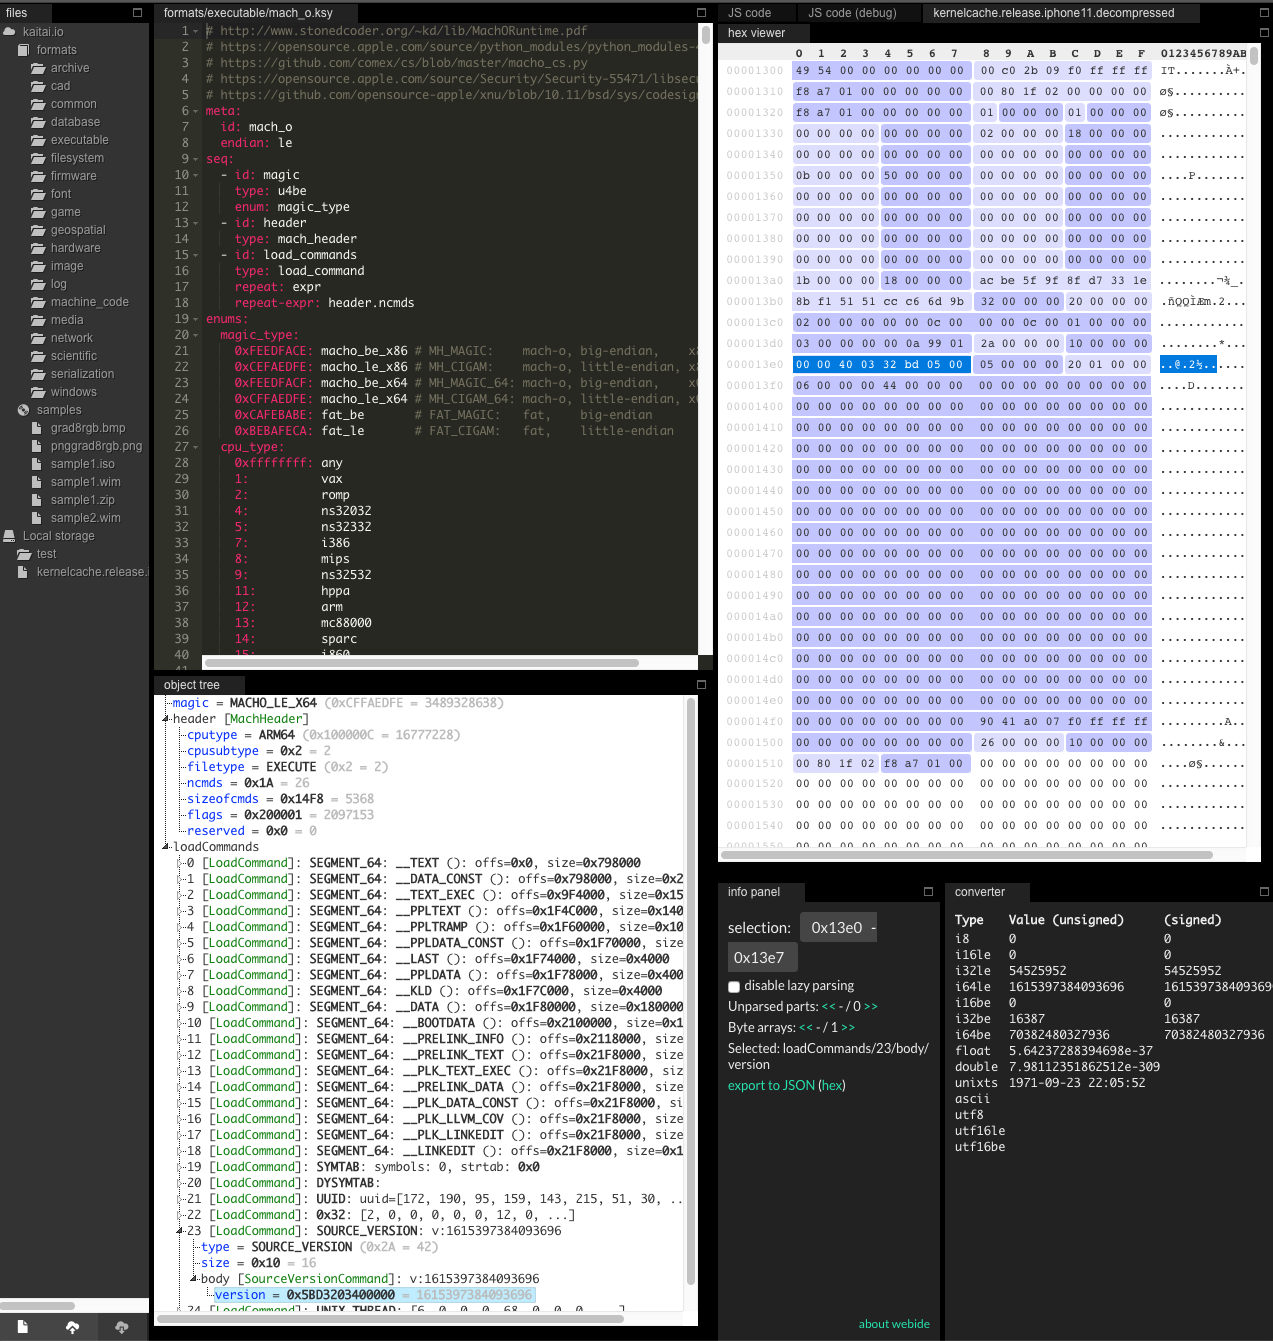 files
kaitai.io
formats
archive
cad
common
database
executable
filesystem
firmware
font
game
geospatial
hardware
image
log
machine_code
media
network
scientific
serialization
windows
samples
grad8rgb.bmp
pnggrad8rgb.png
sample1.iso
sample1.wim
sample1.zip
sample2.wim
Local storage
test
kernelcache.release.i
formats/executable/mach_o.ksy
1 # http://www.stonedcoder.org/~kd/lib/MachORuntime.pdf
2 # https://opensource.apple.com/source/python_modules/python_modules-4
3 # https://github.com/comex/cs/blob/master/macho_cs.py
4 # https://opensource.apple.com/source/Security/Security-55471/libsecu
5 # https://github.com/opensource-apple/xnu/blob/10.11/bsd/sys/codesign
6 meta:
7 id: mach_o
8 endian: le
9 seq:
10 - id: magic
11 type: u4be
12 enum: magic_type
13 - id: header
14 type: mach_header
15 - id: load_commands
16 type: load_command
17 repeat: expr
18 repeat-expr: header.ncmds
19 enums:
20 magic_type:
21 0xFEEDFACE: macho_be_x86 # MH_MAGIC: mach-o, big-endian, x8
22 0xCEFAEDFE: macho_le_x86 # MH_CIGAM: mach-o, little-endian, x8
23 0xFEEDFACF: macho_be_x64 # MH_MAGIC_64: mach-o, big-endian, x6
24 0xCFFAEDFE: macho_le_x64 # MH_CIGAM_64: mach-o, little-endian, x6
25 0xCAFEBABE: fat_be # FAT_MAGIC: fat, big-endian
26 0xBEBAFECA: fat_le # FAT_CIGAM: fat, little-endian
27 cpu_type:
28 0xffffffff: any
29 1: vax
30 2: romp
31 4: ns32032
32 5: ns32332
33 7: i386
34 8: mips
35 9: ns32532
36 11: hppa
37 12: arm
38 13: mc88000
39 14: sparc
40 15: i860
41
object tree
magic = MACHO_LE_X64 (0xCFFAEDFE = 3489328638)
header [MachHeader]
cputype = ARM64 (0x100000C = 16777228)
cpusubtype = 0x2 = 2
filetype = EXECUTE (0x2 = 2)
ncmds = 0x1A = 26
sizeofcmds = 0x14F8 = 5368
flags = 0x200001 = 2097153
reserved = 0x0 = 0
loadCommands
0 [LoadCommand]: SEGMENT_64: __TEXT (): offs=0x0, size=0x798000
1 [LoadCommand]: SEGMENT_64: __DATA_CONST (): offs=0x798000, size=0x2
2 [LoadCommand]: SEGMENT_64: __TEXT_EXEC (): offs=0x9F4000, size=0x15
3 [LoadCommand]: SEGMENT_64: __PPLTEXT (): offs=0x1F4C000, size=0x140
4 [LoadCommand]: SEGMENT_64: __PPLTRAMP (): offs=0x1F60000, size=0x10
5 [LoadCommand]: SEGMENT_64: __PPLDATA_CONST (): offs=0x1F70000, size
6 [LoadCommand]: SEGMENT_64: __LAST (): offs=0x1F74000, size=0x4000
7 [LoadCommand]: SEGMENT_64: __PPLDATA (): offs=0x1F78000, size=0x400
8 [LoadCommand]: SEGMENT_64: __KLD (): offs=0x1F7C000, size=0x4000
9 [LoadCommand]: SEGMENT_64: __DATA (): offs=0x1F80000, size=0x180000
10 [LoadCommand]: SEGMENT_64: __BOOTDATA (): offs=0x2100000, size=0x1
11 [LoadCommand]: SEGMENT_64: __PRELINK_INFO (): offs=0x2118000, size
12 [LoadCommand]: SEGMENT_64: __PRELINK_TEXT (): offs=0x21F8000, size
13 [LoadCommand]: SEGMENT_64: __PLK_TEXT_EXEC (): offs=0x21F8000, siz
14 [LoadCommand]: SEGMENT_64: __PRELINK_DATA (): offs=0x21F8000, size
15 [LoadCommand]: SEGMENT_64: __PLK_DATA_CONST (): offs=0x21F8000, si
16 [LoadCommand]: SEGMENT_64: __PLK_LLVM_COV (): offs=0x21F8000, size
17 [LoadCommand]: SEGMENT_64: __PLK_LINKEDIT (): offs=0x21F8000, size
18 [LoadCommand]: SEGMENT_64: __LINKEDIT (): offs=0x21F8000, size=0x1
19 [LoadCommand]: SYMTAB: symbols: 0, strtab: 0x0
20 [LoadCommand]: DYSYMTAB:
21 [LoadCommand]: UUID: uuid=[172, 190, 95, 159, 143, 215, 51, 30, ..
22 [LoadCommand]: 0x32: [2, 0, 0, 0, 0, 0, 12, 0, ...]
23 [LoadCommand]: SOURCE_VERSION: v:1615397384093696
type = SOURCE_VERSION (0x2A = 42)
size = 0x10 = 16
body [SourceVersionCommand]: v:1615397384093696
version = 0x5BD3203400000 = 1615397384093696
24 [LoadCommand]: UNIX_THREAD: [6, 0, 0, 0, 68, 0, 0, 0, ...]
JS code
JS code (debug)
kernelcache.release.iphone11.decompressed
hex viewer
0 1 2 3 4 5 6 7 8 9 A B C D E F 0123456789AB
00001300 49 54 00 00 00 00 00 00 00 c0 2b 09 f0 ff ff ff IT.......À+.
00001310 f8 a7 01 00 00 00 00 00 00 80 1f 02 00 00 00 00 ø§..........
00001320 f8 a7 01 00 00 00 00 00 01 00 00 00 01 00 00 00 ø§..........
00001330 00 00 00 00 00 00 00 00 02 00 00 00 18 00 00 00 ............
00001340 00 00 00 00 00 00 00 00 00 00 00 00 00 00 00 00 ............
00001350 0b 00 00 00 50 00 00 00 00 00 00 00 00 00 00 00 ....P.......
00001360 00 00 00 00 00 00 00 00 00 00 00 00 00 00 00 00 ............
00001370 00 00 00 00 00 00 00 00 00 00 00 00 00 00 00 00 ............
00001380 00 00 00 00 00 00 00 00 00 00 00 00 00 00 00 00 ............
00001390 00 00 00 00 00 00 00 00 00 00 00 00 00 00 00 00 ............
000013a0 1b 00 00 00 18 00 00 00 ac be 5f 9f 8f d7 33 1e ........¬¾_.
000013b0 8b f1 51 51 cc c6 6d 9b 32 00 00 00 20 00 00 00 .ñQQÌÆm.2...
000013c0 02 00 00 00 00 00 0c 00 00 00 0c 00 01 00 00 00 ............
000013d0 03 00 00 00 00 0a 99 01 2a 00 00 00 10 00 00 00 ........*...
000013e0 00 00 40 03 32 bd 05 00 05 00 00 00 20 01 00 00 ..@.2½......
000013f0 06 00 00 00 44 00 00 00 00 00 00 00 00 00 00 00 ....D.......
00001400 00 00 00 00 00 00 00 00 00 00 00 00 00 00 00 00 ............
00001410 00 00 00 00 00 00 00 00 00 00 00 00 00 00 00 00 ............
00001420 00 00 00 00 00 00 00 00 00 00 00 00 00 00 00 00 ............
00001430 00 00 00 00 00 00 00 00 00 00 00 00 00 00 00 00 ............
00001440 00 00 00 00 00 00 00 00 00 00 00 00 00 00 00 00 ............
00001450 00 00 00 00 00 00 00 00 00 00 00 00 00 00 00 00 ............
00001460 00 00 00 00 00 00 00 00 00 00 00 00 00 00 00 00 ............
00001470 00 00 00 00 00 00 00 00 00 00 00 00 00 00 00 00 ............
00001480 00 00 00 00 00 00 00 00 00 00 00 00 00 00 00 00 ............
00001490 00 00 00 00 00 00 00 00 00 00 00 00 00 00 00 00 ............
000014a0 00 00 00 00 00 00 00 00 00 00 00 00 00 00 00 00 ............
000014b0 00 00 00 00 00 00 00 00 00 00 00 00 00 00 00 00 ............
000014c0 00 00 00 00 00 00 00 00 00 00 00 00 00 00 00 00 ............
000014d0 00 00 00 00 00 00 00 00 00 00 00 00 00 00 00 00 ............
000014e0 00 00 00 00 00 00 00 00 00 00 00 00 00 00 00 00 ............
000014f0 00 00 00 00 00 00 00 00 90 41 a0 07 f0 ff ff ff .........A..
00001500 00 00 00 00 00 00 00 00 26 00 00 00 10 00 00 00 ........&...
00001510 00 80 1f 02 f8 a7 01 00 00 00 00 00 00 00 00 00 ....ø§......
00001520 00 00 00 00 00 00 00 00 00 00 00 00 00 00 00 00 ............
00001530 00 00 00 00 00 00 00 00 00 00 00 00 00 00 00 00 ............
00001540 00 00 00 00 00 00 00 00 00 00 00 00 00 00 00 00 ............
00001550 00 00 00 00 00 00 00 00 00 00 00 00 00 00 00 00 ............
info panel
selection: 0x13e0 -
0x13e7
disable lazy parsing
Unparsed parts: << - / 0 >>
Byte arrays: << - / 1 >>
Selected: loadCommands/23/body/
version
export to JSON (hex)
about webide
converter
Type Value (unsigned) (signed)
i8 0 0
i16le 0 0
i32le 54525952 54525952
i64le 1615397384093696 161539738409369
i16be 0 0
i32be 16387 16387
i64be 70382480327936 70382480327936
float 5.64237288394698e-37
double 7.98112351862512e-309
unixts 1971-09-23 22:05:52
ascii
utf8
utf16le
utf16be